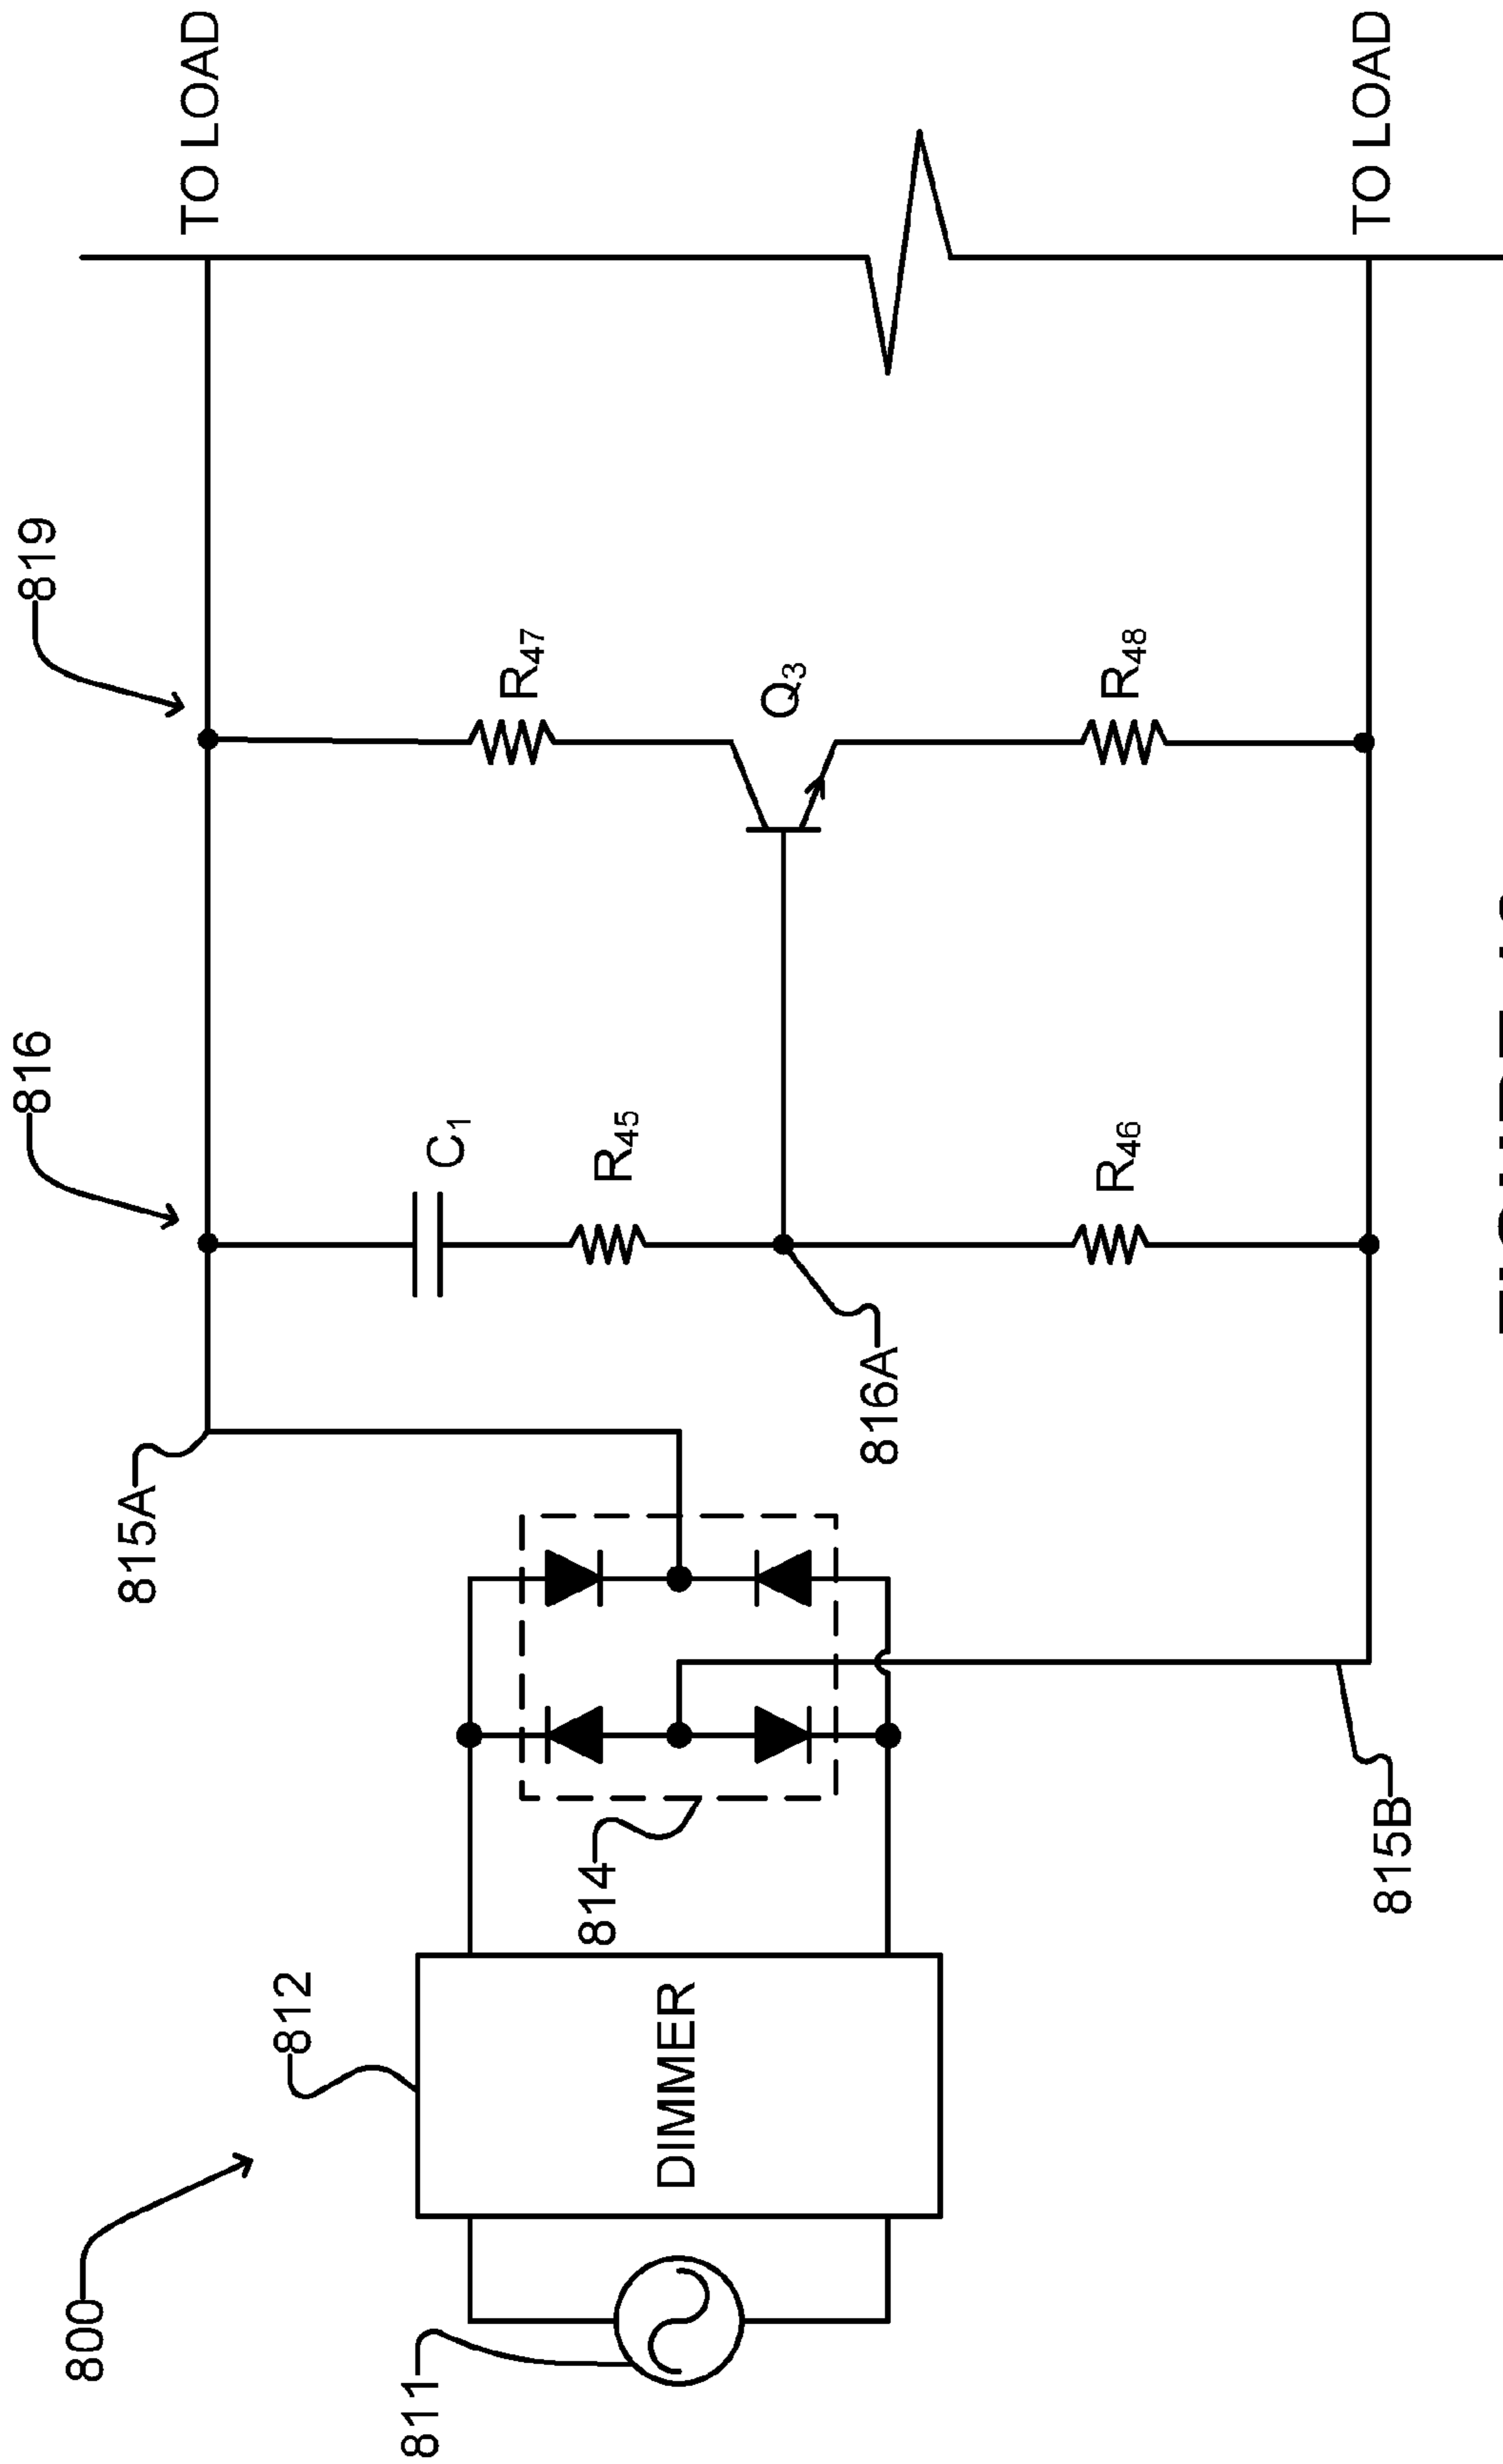 800
811
812
DIMMER
814
815A
815B
816
C1
R45
816A
R46
819
R47
Q3
R48
TO LOAD
TO LOAD